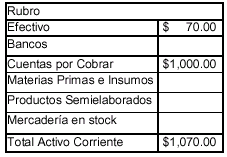 Rubro
Efectivo $ 70.00
Bancos
Cuentas por Cobrar $1,000.00
Materias Primas e Insumos
Productos Semielaborados
Mercadería en stock
Total Activo Corriente $1,070.00